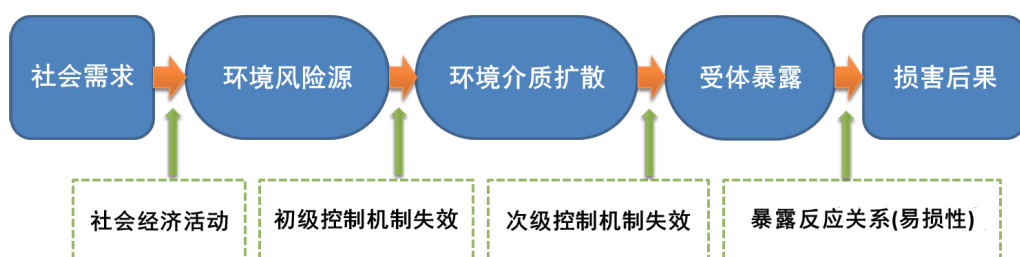 社会需求
环境风险源
环境介质扩散
受体暴露
损害后果
社会经济活动
初级控制机制失效
次级控制机制失效
暴露反应关系(易损性)